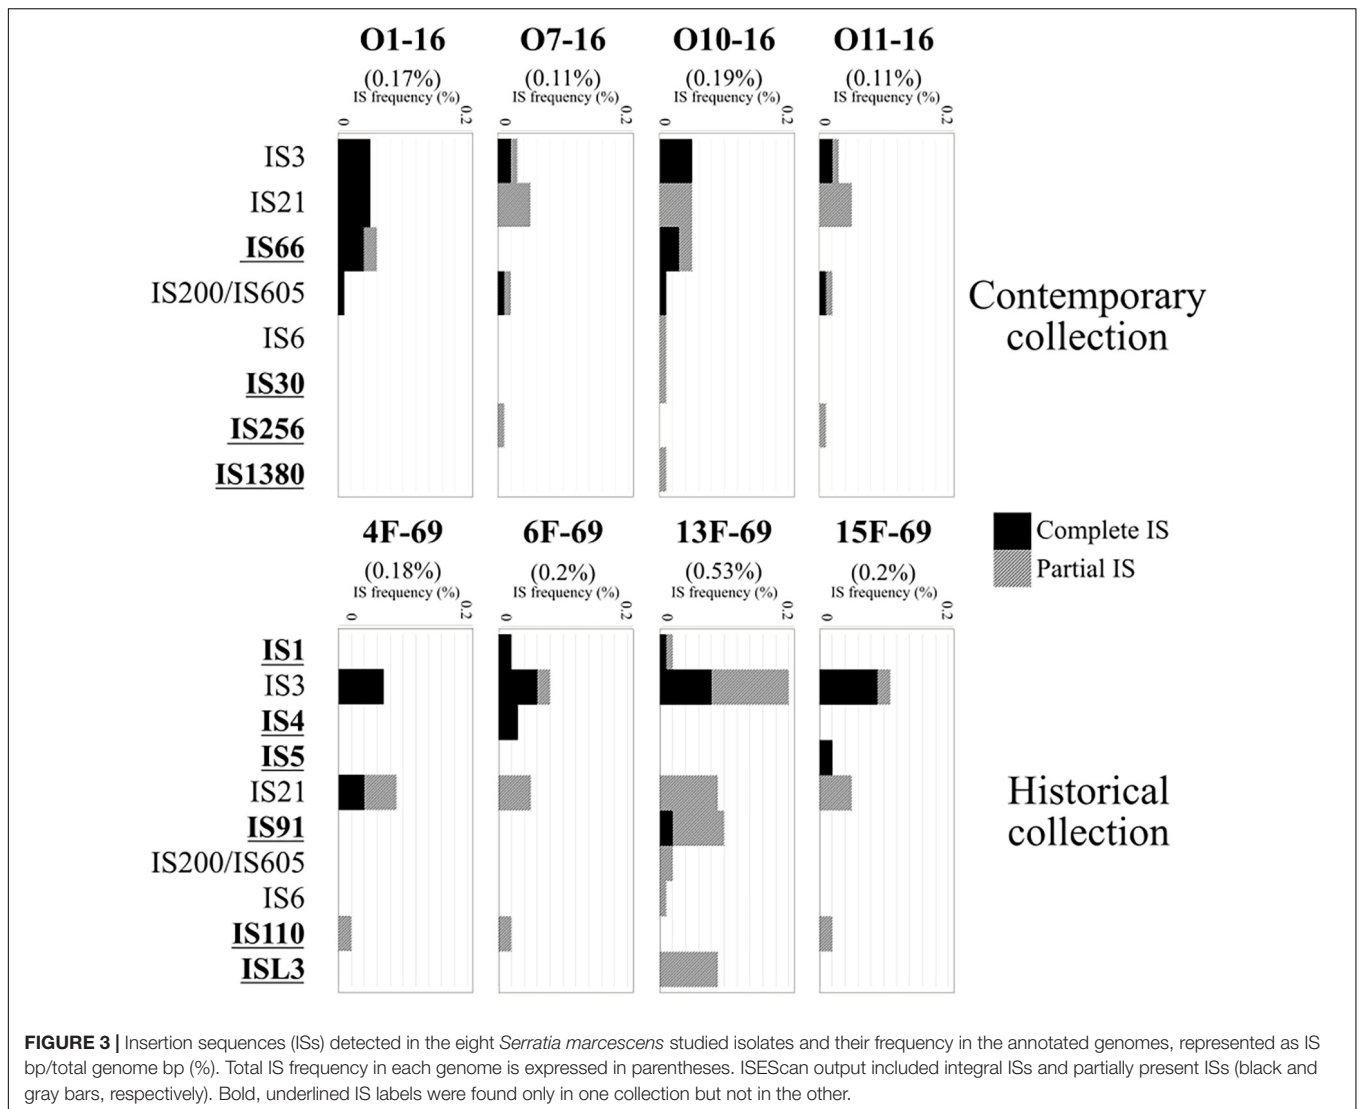 O1-16 O7-16 O10-16 O11-16
(0.17%) (0.11%) (0.19%) (0.11%)
IS frequency (%) IS frequency (%) IS frequency (%) IS frequency (%)
0 0.2 0 0.2 0 0.2 0 0.2
IS3
IS21
IS66
IS200/IS605
IS6
IS30
IS256
IS1380
Contemporary
collection
4F-69 6F-69 13F-69 15F-69
(0.18%) (0.2%) (0.53%) (0.2%)
IS frequency (%) IS frequency (%) IS frequency (%) IS frequency (%)
0 0.2 0 0.2 0 0.2 0 0.2
Complete IS
Partial IS
IS1
IS3
IS4
IS5
IS21
IS91
IS200/IS605
IS6
IS110
ISL3
Historical
collection
FIGURE 3 | Insertion sequences (ISs) detected in the eight Serratia marcescens studied isolates and their frequency in the annotated genomes, represented as IS
bp/total genome bp (%). Total IS frequency in each genome is expressed in parentheses. ISEScan output included integral ISs and partially present ISs (black and
gray bars, respectively). Bold, underlined IS labels were found only in one collection but not in the other.